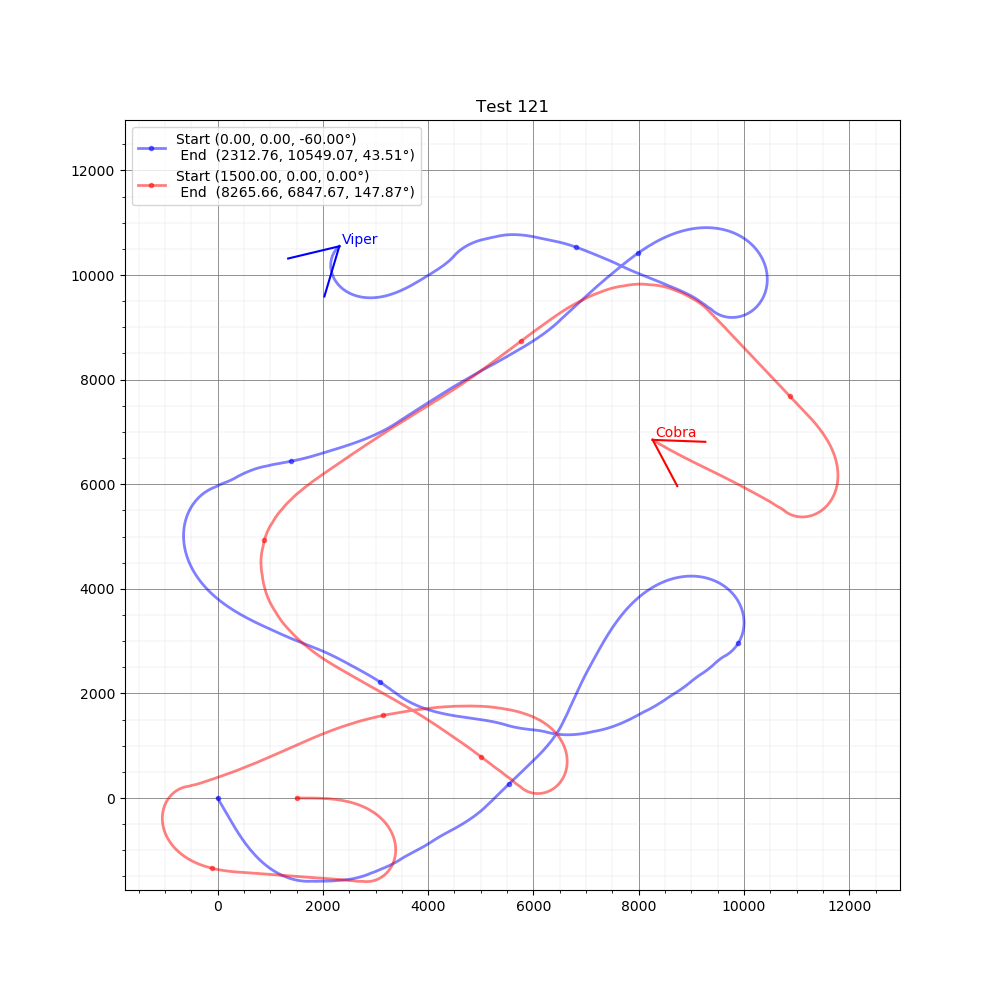 Test 121
Start (0.00, 0.00, -60.00°)
End  (2312.76, 10549.07, 43.51°)
Start (1500.00, 0.00, 0.00°)
End  (8265.66, 6847.67, 147.87°)
Viper
Cobra
12000
10000
8000
6000
4000
2000
0
0 2000 4000 6000 8000 10000 12000